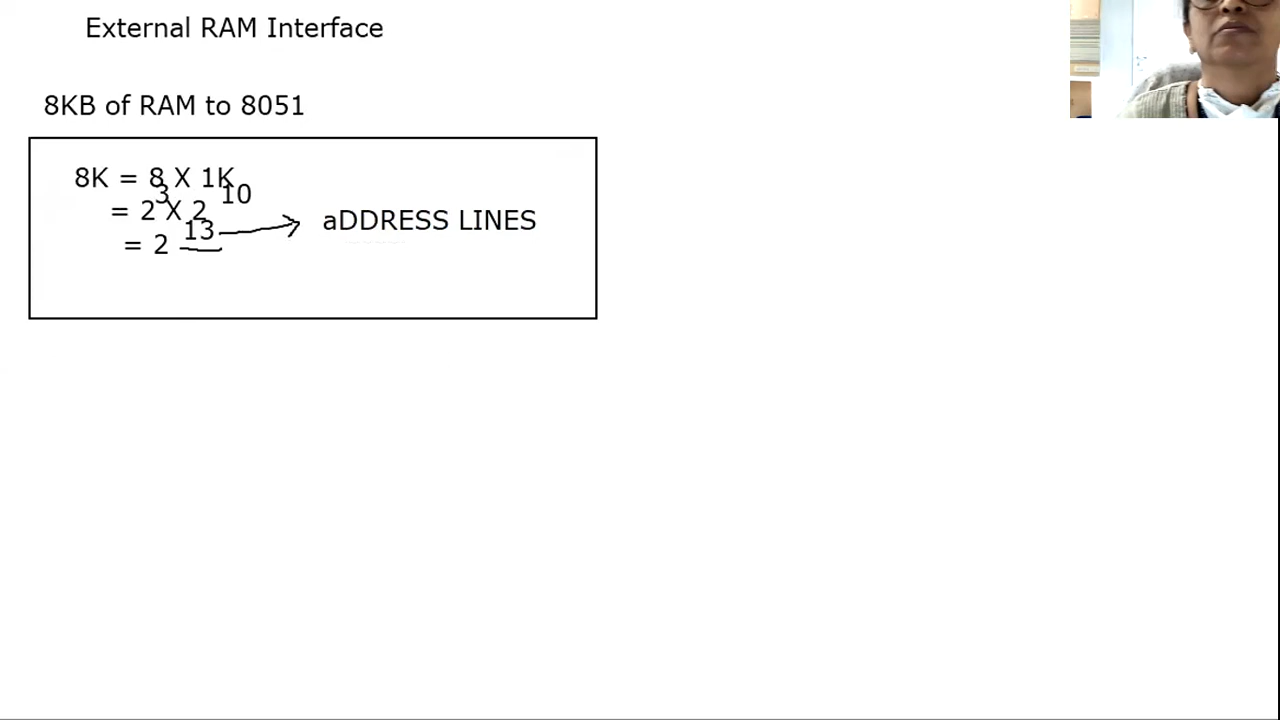 External RAM Interface
8KB of RAM to 8051
8K = 8 X 1K
= 2^3 X 2^10
= 2^13 → aDDRESS LINES